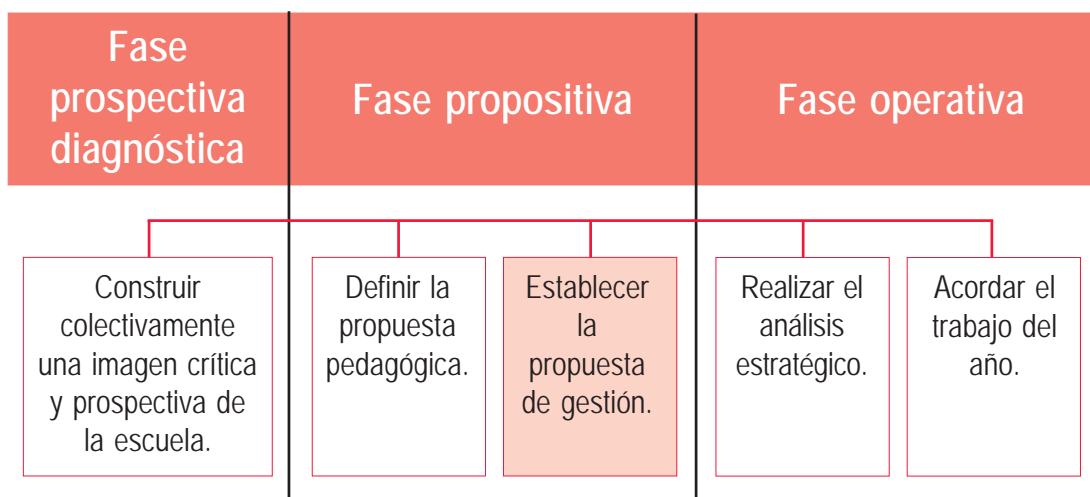 Fase
prospectiva
diagnóstica
Fase propositiva
Fase operativa
Construir
colectivamente
una imagen crítica
y prospectiva de
la escuela.
Definir la
propuesta
pedagógica.
Establecer
la
propuesta
de gestión.
Realizar el
análisis
estratégico.
Acordar el
trabajo del
año.